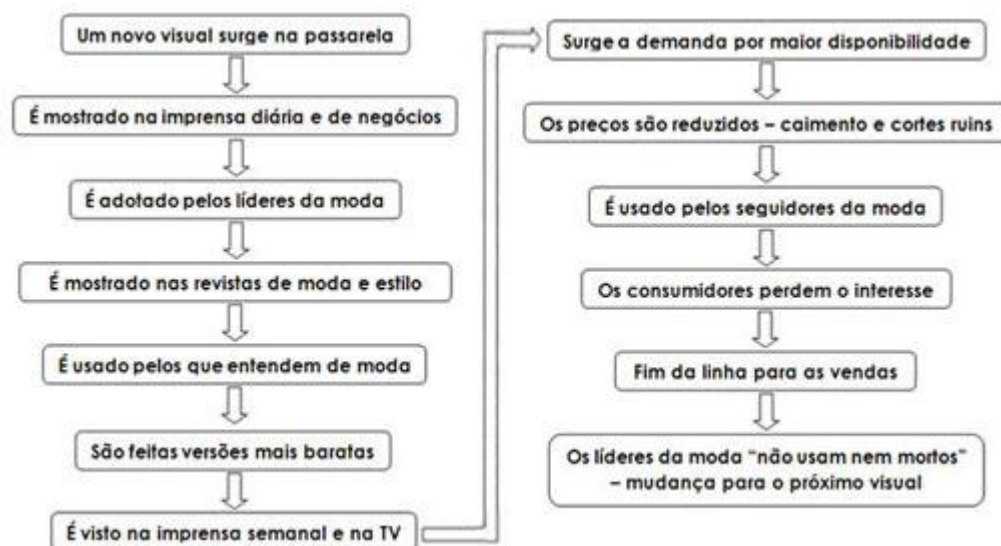 Um novo visual surge na passarela
É mostrado na imprensa diária e de negócios
É adotado pelos líderes da moda
É mostrado nas revistas de moda e estilo
É usado pelos que entendem de moda
São feitas versões mais baratas
É visto na imprensa semanal e na TV
Surge a demanda por maior disponibilidade
Os preços são reduzidos – caimento e cortes ruins
É usado pelos seguidores da moda
Os consumidores perdem o interesse
Fim da linha para as vendas
Os líderes da moda “não usam nem mortos”
– mudança para o próximo visual